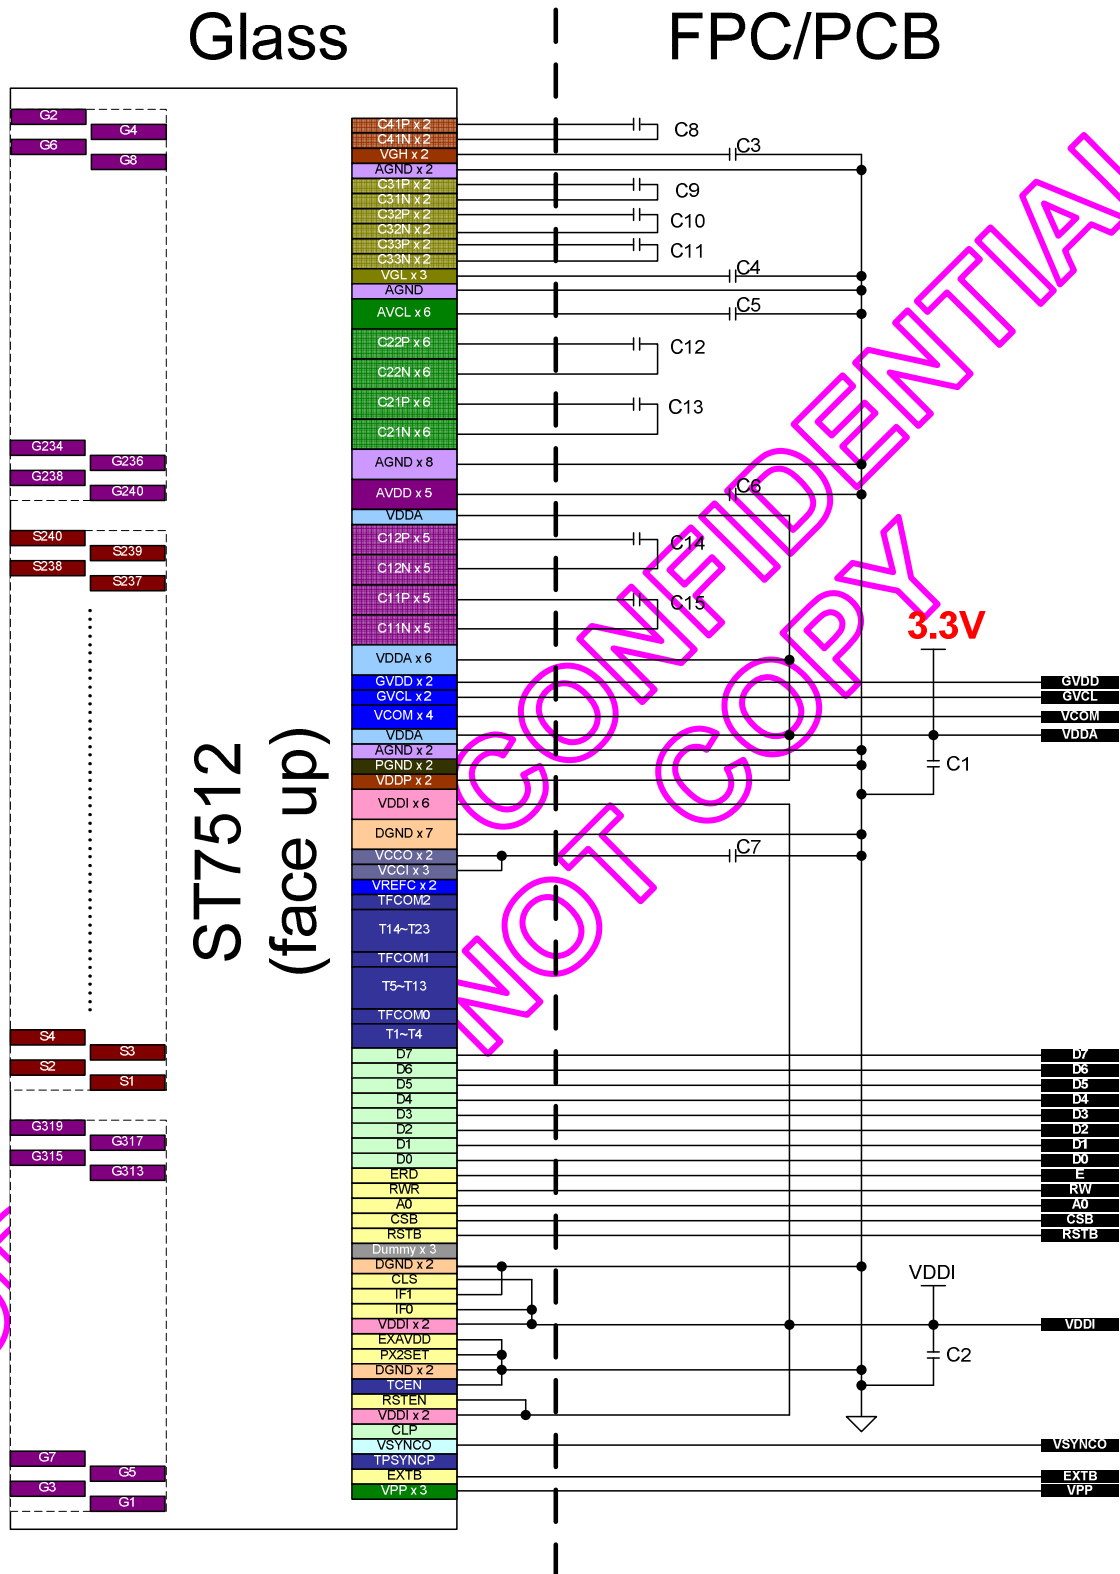 Glass
FPC/PCB
G2
G4
G6
G8
G234
G236
G238
G240
S240
S239
S238
S237
S4
S3
S2
S1
G319
G317
G315
G313
G7
G5
G3
G1
ST7512
(face up)
C41P x 2
C41N x 2
VGH x 2
AGND x 2
C31P x 2
C31N x 2
C32P x 2
C32N x 2
C33P x 2
C33N x 2
VGL x 3
AGND
AVCL x 6
C22P x 6
C22N x 6
C21P x 6
C21N x 6
AGND x 8
AVDD x 5
VDDA
C12P x 5
C12N x 5
C11P x 5
C11N x 5
VDDA x 6
GVDD x 2
GVCL x 2
VCOM x 4
VDDA
AGND x 2
PGND x 2
VDDP x 2
VDDI x 6
DGND x 7
VCCO x 2
VCCI x 3
VREFC x 2
TFCOM2
T14~T23
TFCOM1
T5~T13
TFCOM0
T1~T4
D7
D6
D5
D4
D3
D2
D1
D0
ERD
RWR
A0
CSB
RSTB
Dummy x 3
DGND x 2
CLS
IF1
IF0
VDDI x 2
EXAVDD
PX2SET
DGND x 2
TCEN
RSTEN
VDDI x 2
CLP
VSYNCO
TPSYNCP
EXTB
VPP x 3
C8
C3
C9
C10
C11
C4
C5
C12
C13
C6
C14
C15
3.3V
C1
C7
VDDI
C2
GVDD
GVCL
VCOM
VDDA
D7
D6
D5
D4
D3
D2
D1
D0
E
RW
A0
CSB
RSTB
VDDI
VSYNCO
EXTB
VPP
CONFIDENTIAL
NOT COPY